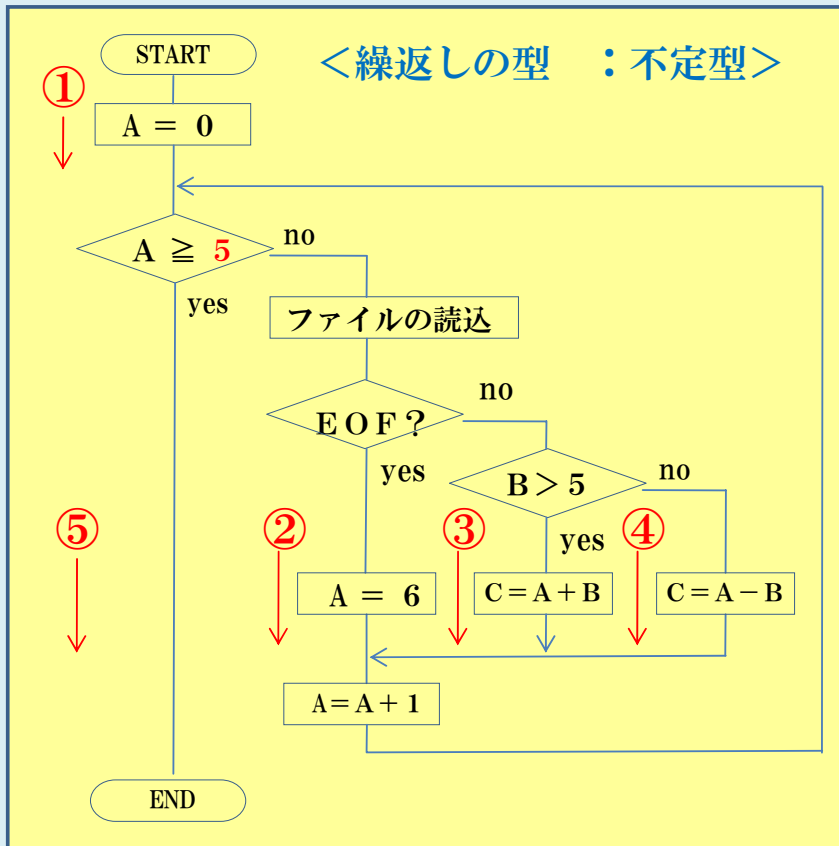 START
＜繰返しの型　：不定型＞
①
A = 0
A ≧ 5
no
yes
ファイルの読込
EOF？
no
yes
B＞5
no
yes
⑤
②
③
④
A = 6
C＝A＋B
C＝A－B
A＝A＋1
END